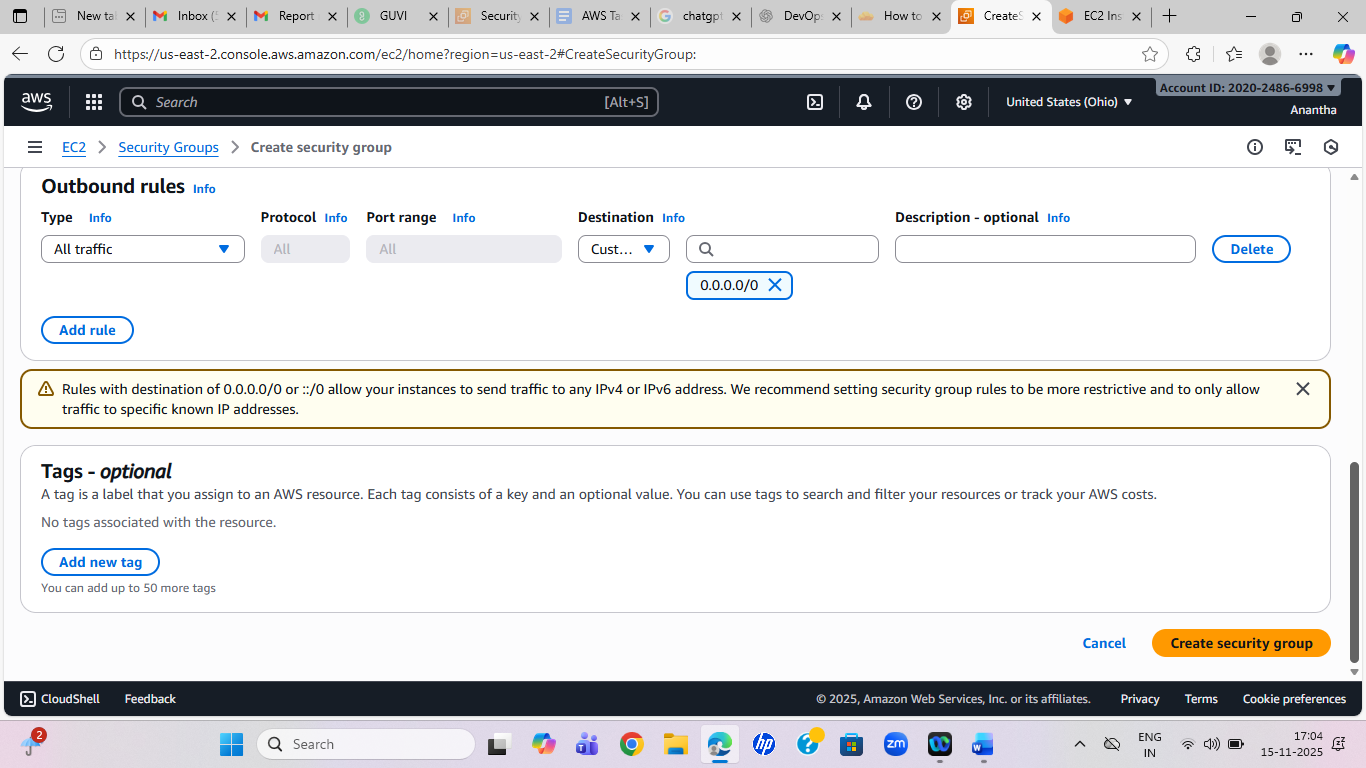 New tal
Inbox (
Report
GUVI
Security
AWS Ta
chatgpt
DevOps
How to
CreateS
EC2 Ins
https://us-east-2.console.aws.amazon.com/ec2/home?region=us-east-2#CreateSecurityGroup:
aws
Search
[Alt+S]
United States (Ohio)
Account ID: 2020-2486-6998
Anantha
EC2 > Security Groups > Create security group
Outbound rules Info
Type Info Protocol Info Port range Info Destination Info Description - optional Info
All traffic All All Cust... Delete
0.0.0.0/0
Add rule
Rules with destination of 0.0.0.0/0 or ::/0 allow your instances to send traffic to any IPv4 or IPv6 address. We recommend setting security group rules to be more restrictive and to only allow
traffic to specific known IP addresses.
Tags - optional
A tag is a label that you assign to an AWS resource. Each tag consists of a key and an optional value. You can use tags to search and filter your resources or track your AWS costs.
No tags associated with the resource.
Add new tag
You can add up to 50 more tags
Cancel Create security group
CloudShell Feedback © 2025, Amazon Web Services, Inc. or its affiliates. Privacy Terms Cookie preferences
2
Search
hp
zm
ENG
IN
17:04
15-11-2025